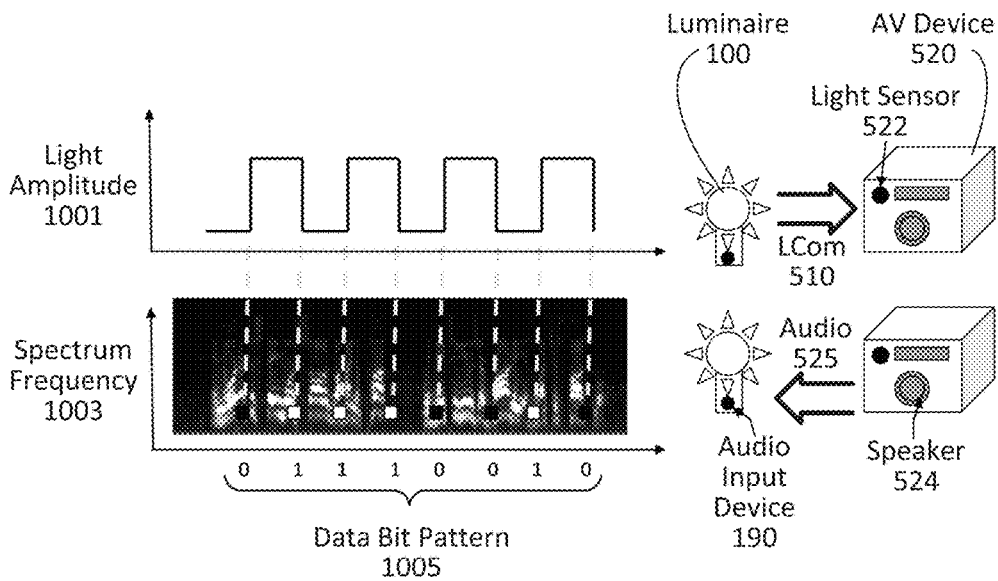 Luminaire
100
AV Device
520
Light Sensor
522
Light
Amplitude
1001
LCom
510
Spectrum
Frequency
1003
Audio
525
0 1 1 1 0 0 1 0
Audio
Input
Device
190
Speaker
524
Data Bit Pattern
1005